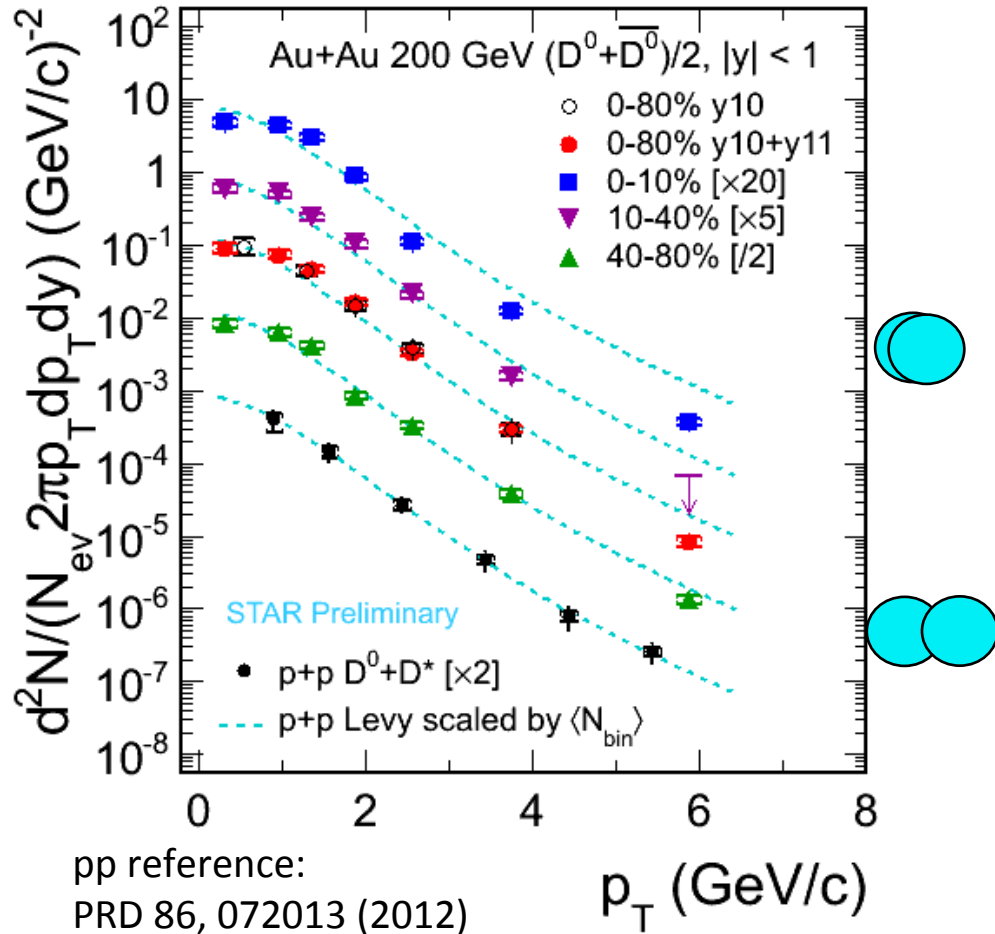 Au+Au 200 GeV (D⁰+D̅⁰)/2, |y| < 1
0-80% y10
0-80% y10+y11
0-10% [×20]
10-40% [×5]
40-80% [/2]
d²N/(N_ev 2πp_T dp_T dy) (GeV/c)⁻²
10²
10
1
10⁻¹
10⁻²
10⁻³
10⁻⁴
10⁻⁵
10⁻⁶
10⁻⁷
10⁻⁸
STAR Preliminary
p+p D⁰+D* [×2]
p+p Levy scaled by ⟨N_bin⟩
0 2 4 6 8
p_T (GeV/c)
pp reference:
PRD 86, 072013 (2012)